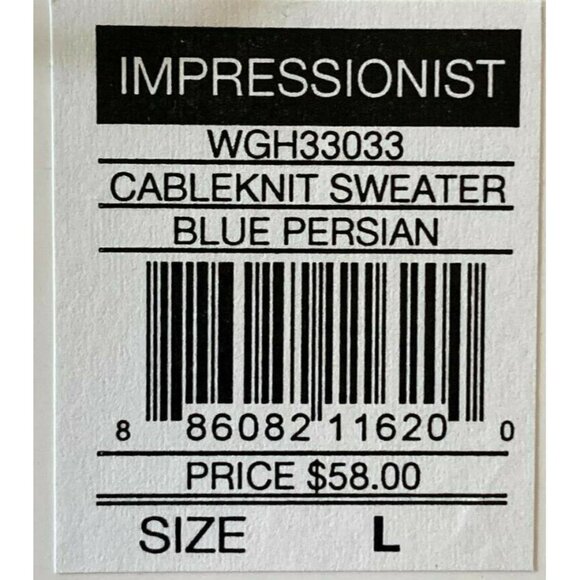 IMPRESSIONIST
WGH33033
CABLEKNIT SWEATER
BLUE PERSIAN
8 86082 11620 0
PRICE $58.00
SIZE L